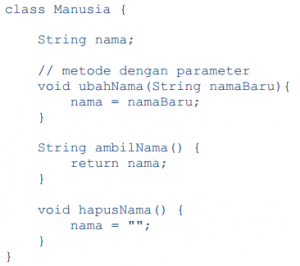 class Manusia {
String nama;
// metode dengan parameter
void ubahNama(String namaBaru){
nama = namaBaru;
}
String ambilNama() {
return nama;
}
void hapusNama() {
nama = "";
}
}